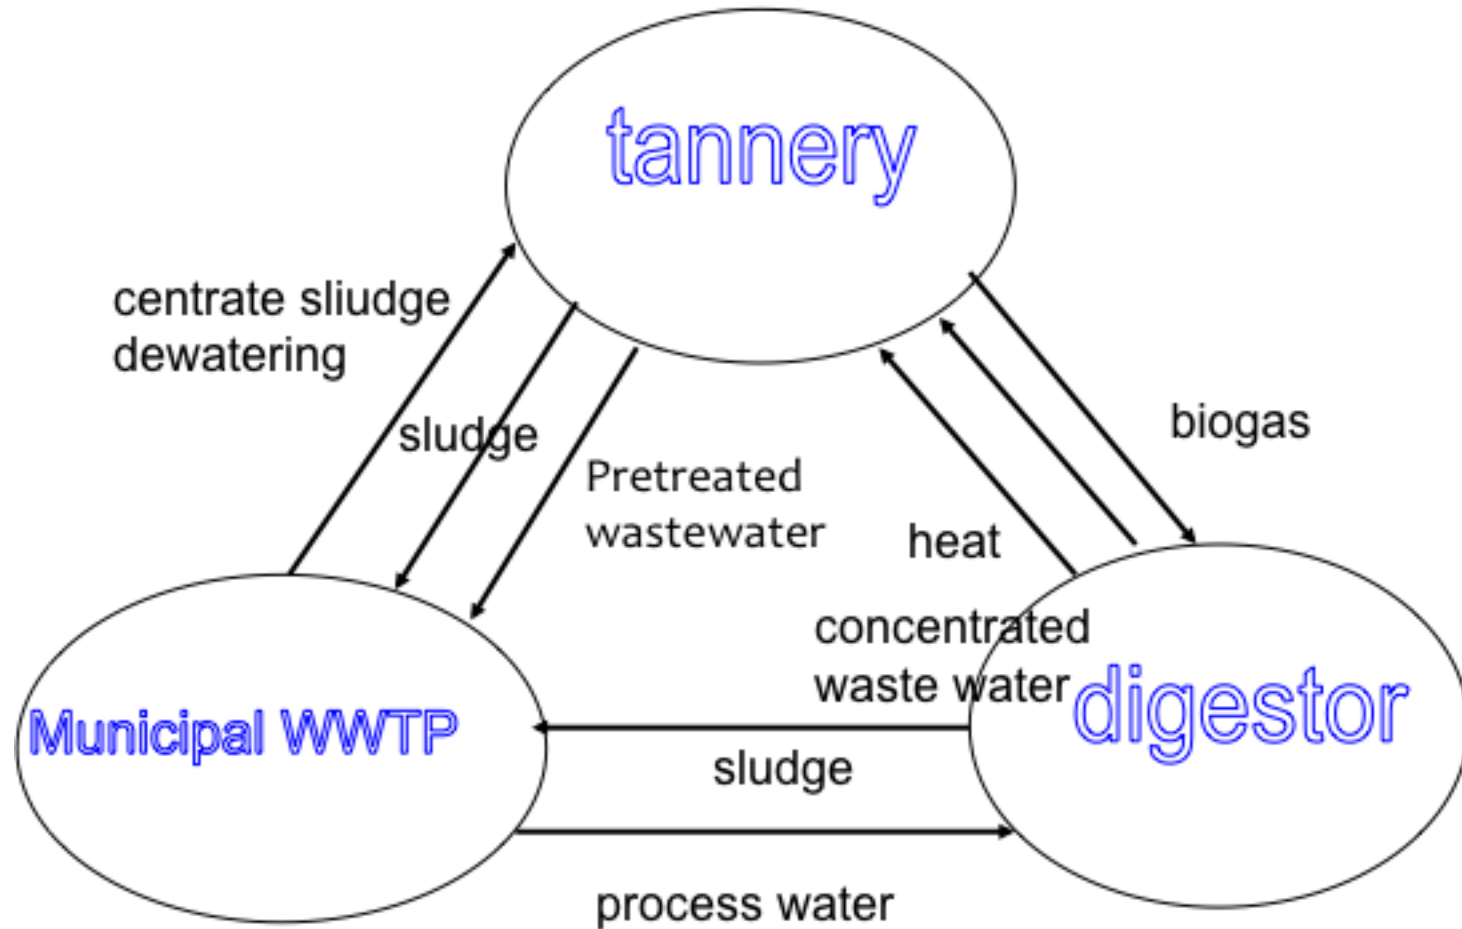 tannery
centrate sliudge
dewatering
sludge
biogas
Pretreated
wastewater
heat
concentrated
waste water
digestor
Municipal WWTP
sludge
process water